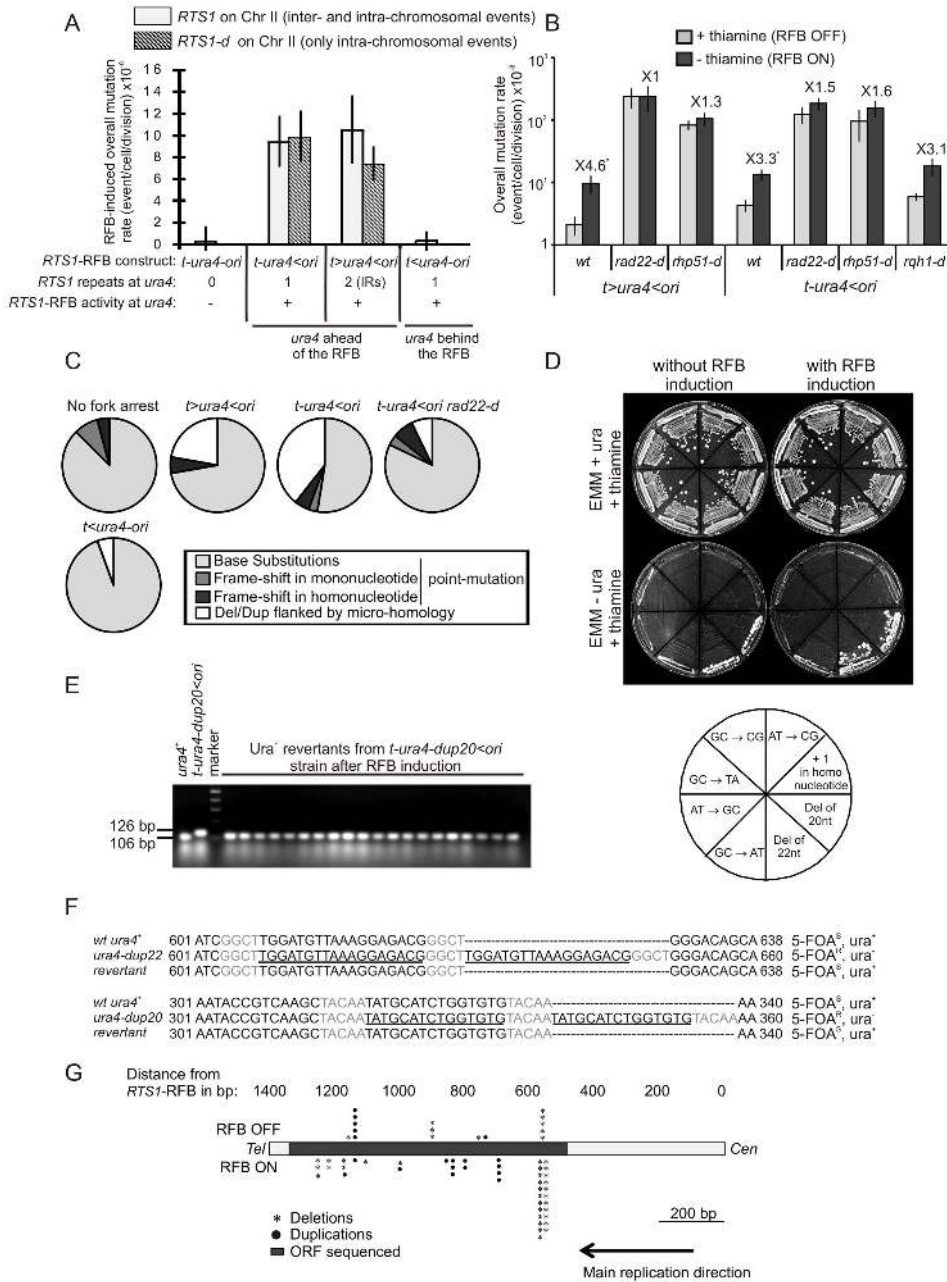 A
RTS1 on Chr II (inter- and intra-chromosomal events)
RTS1-d on Chr II (only intra-chromosomal events)
RFB-induced overall mutation
rate (event/cell/division) x10⁻⁸
16
14
12
10
8
6
4
2
0
RTS1-RFB construct: t-ura4-ori t-ura4<ori t>ura4<ori t<ura4-ori
RTS1 repeats at ura4: 0 1 2 (IRs) 1
RTS1-RFB activity at ura4: - + + +
ura4 ahead
of the RFB
ura4 behind
the RFB
B
+ thiamine (RFB OFF)
- thiamine (RFB ON)
Overall mutation rate
(event/cell/division) x10⁻⁸
10³
10²
10¹
1
X4.6* X1 X1.3 X3.3* X1.5 X1.6 X3.1
wt rad22-d rhp51-d wt rad22-d rhp51-d rqh1-d
t>ura4<ori t-ura4<ori
C
No fork arrest t>ura4<ori t-ura4<ori t-ura4<ori rad22-d
t<ura4-ori
Base Substitutions
Frame-shift in mononucleotide
Frame-shift in homonucleotide
point-mutation
Del/Dup flanked by micro-homology
D
without RFB
induction
with RFB
induction
EMM + ura
+ thiamine
EMM - ura
+ thiamine
GC → CG
AT → CG
GC → TA
+ 1
in homo
nucleotide
AT → GC
Del of
20nt
GC → AT
Del of
22nt
E
ura4⁺
t-ura4-dup20<ori
marker
Ura⁺ revertants from t-ura4-dup20<ori
strain after RFB induction
126 bp
106 bp
F
wt ura4⁺ 601 ATCGGCTTGGATGTTAAAGGAGACGGGCT--------------------------GGGACAGCA 638 5-FOAˢ, ura⁺
ura4-dup22 601 ATCGGCTTGGATGTTAAAGGAGACGGGCTTGGATGTTAAAGGAGACGGGCTGGGACAGCA 660 5-FOAᴿ, ura⁻
revertant 601 ATCGGCTTGGATGTTAAAGGAGACGGGCT--------------------------GGGACAGCA 638 5-FOAˢ, ura⁺
wt ura4⁺ 301 AATACCGTCAAGCTACAATATGCATCTGGTGTGTACAA------------------------AA 340 5-FOAˢ, ura⁺
ura4-dup20 301 AATACCGTCAAGCTACAATATGCATCTGGTGTGTACAATATGCATCTGGTGTGTACAAAA 360 5-FOAᴿ, ura⁻
revertant 301 AATACCGTCAAGCTACAATATGCATCTGGTGTGTACAA------------------------AA 340 5-FOAˢ, ura⁺
G
Distance from
RTS1-RFB in bp: 1400 1200 1000 800 600 400 200 0
RFB OFF
Tel
Cen
RFB ON
* Deletions
● Duplications
ORF sequenced
200 bp
Main replication direction